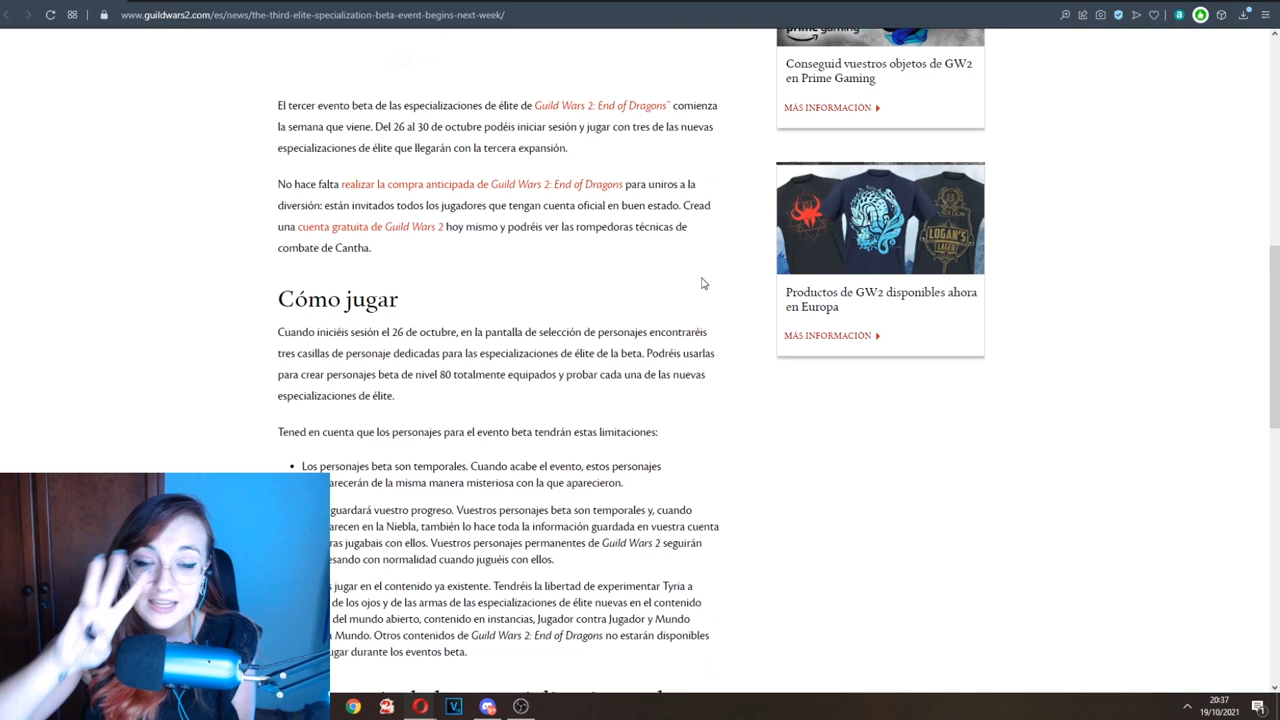 www.guildwars2.com/es/news/the-third-elite-specialization-beta-event-begins-next-week/
prime gaming
Conseguid vuestros objetos de GW2
en Prime Gaming
MÁS INFORMACIÓN
El tercer evento beta de las especializaciones de élite de Guild Wars 2: End of Dragons™ comienza
la semana que viene. Del 26 al 30 de octubre podéis iniciar sesión y jugar con tres de las nuevas
especializaciones de élite que llegarán con la tercera expansión.
No hace falta realizar la compra anticipada de Guild Wars 2: End of Dragons para uniros a la
diversión: están invitados todos los jugadores que tengan cuenta oficial en buen estado. Cread
una cuenta gratuita de Guild Wars 2 hoy mismo y podréis ver las rompedoras técnicas de
combate de Cantha.
LOGAN'S
LAGER
Productos de GW2 disponibles ahora
en Europa
MÁS INFORMACIÓN
Cómo jugar
Cuando iniciéis sesión el 26 de octubre, en la pantalla de selección de personajes encontraréis
tres casillas de personaje dedicadas para las especializaciones de élite de la beta. Podréis usarlas
para crear personajes beta de nivel 80 totalmente equipados y probar cada una de las nuevas
especializaciones de élite.
Tened en cuenta que los personajes para el evento beta tendrán estas limitaciones:
• Los personajes beta son temporales. Cuando acabe el evento, estos personajes
arecerán de la misma manera misteriosa con la que aparecieron.
guardará vuestro progreso. Vuestros personajes beta son temporales y, cuando
arecen en la Niebla, también lo hace toda la información guardada en vuestra cuenta
ras jugabais con ellos. Vuestros personajes permanentes de Guild Wars 2 seguirán
esando con normalidad cuando juguéis con ellos.
s jugar en el contenido ya existente. Tendréis la libertad de experimentar Tyria a
de los ojos y de las armas de las especializaciones de élite nuevas en el contenido
del mundo abierto, contenido en instancias, Jugador contra Jugador y Mundo
a Mundo. Otros contenidos de Guild Wars 2: End of Dragons no estarán disponibles
ugar durante los eventos beta.
20:37
19/10/2021